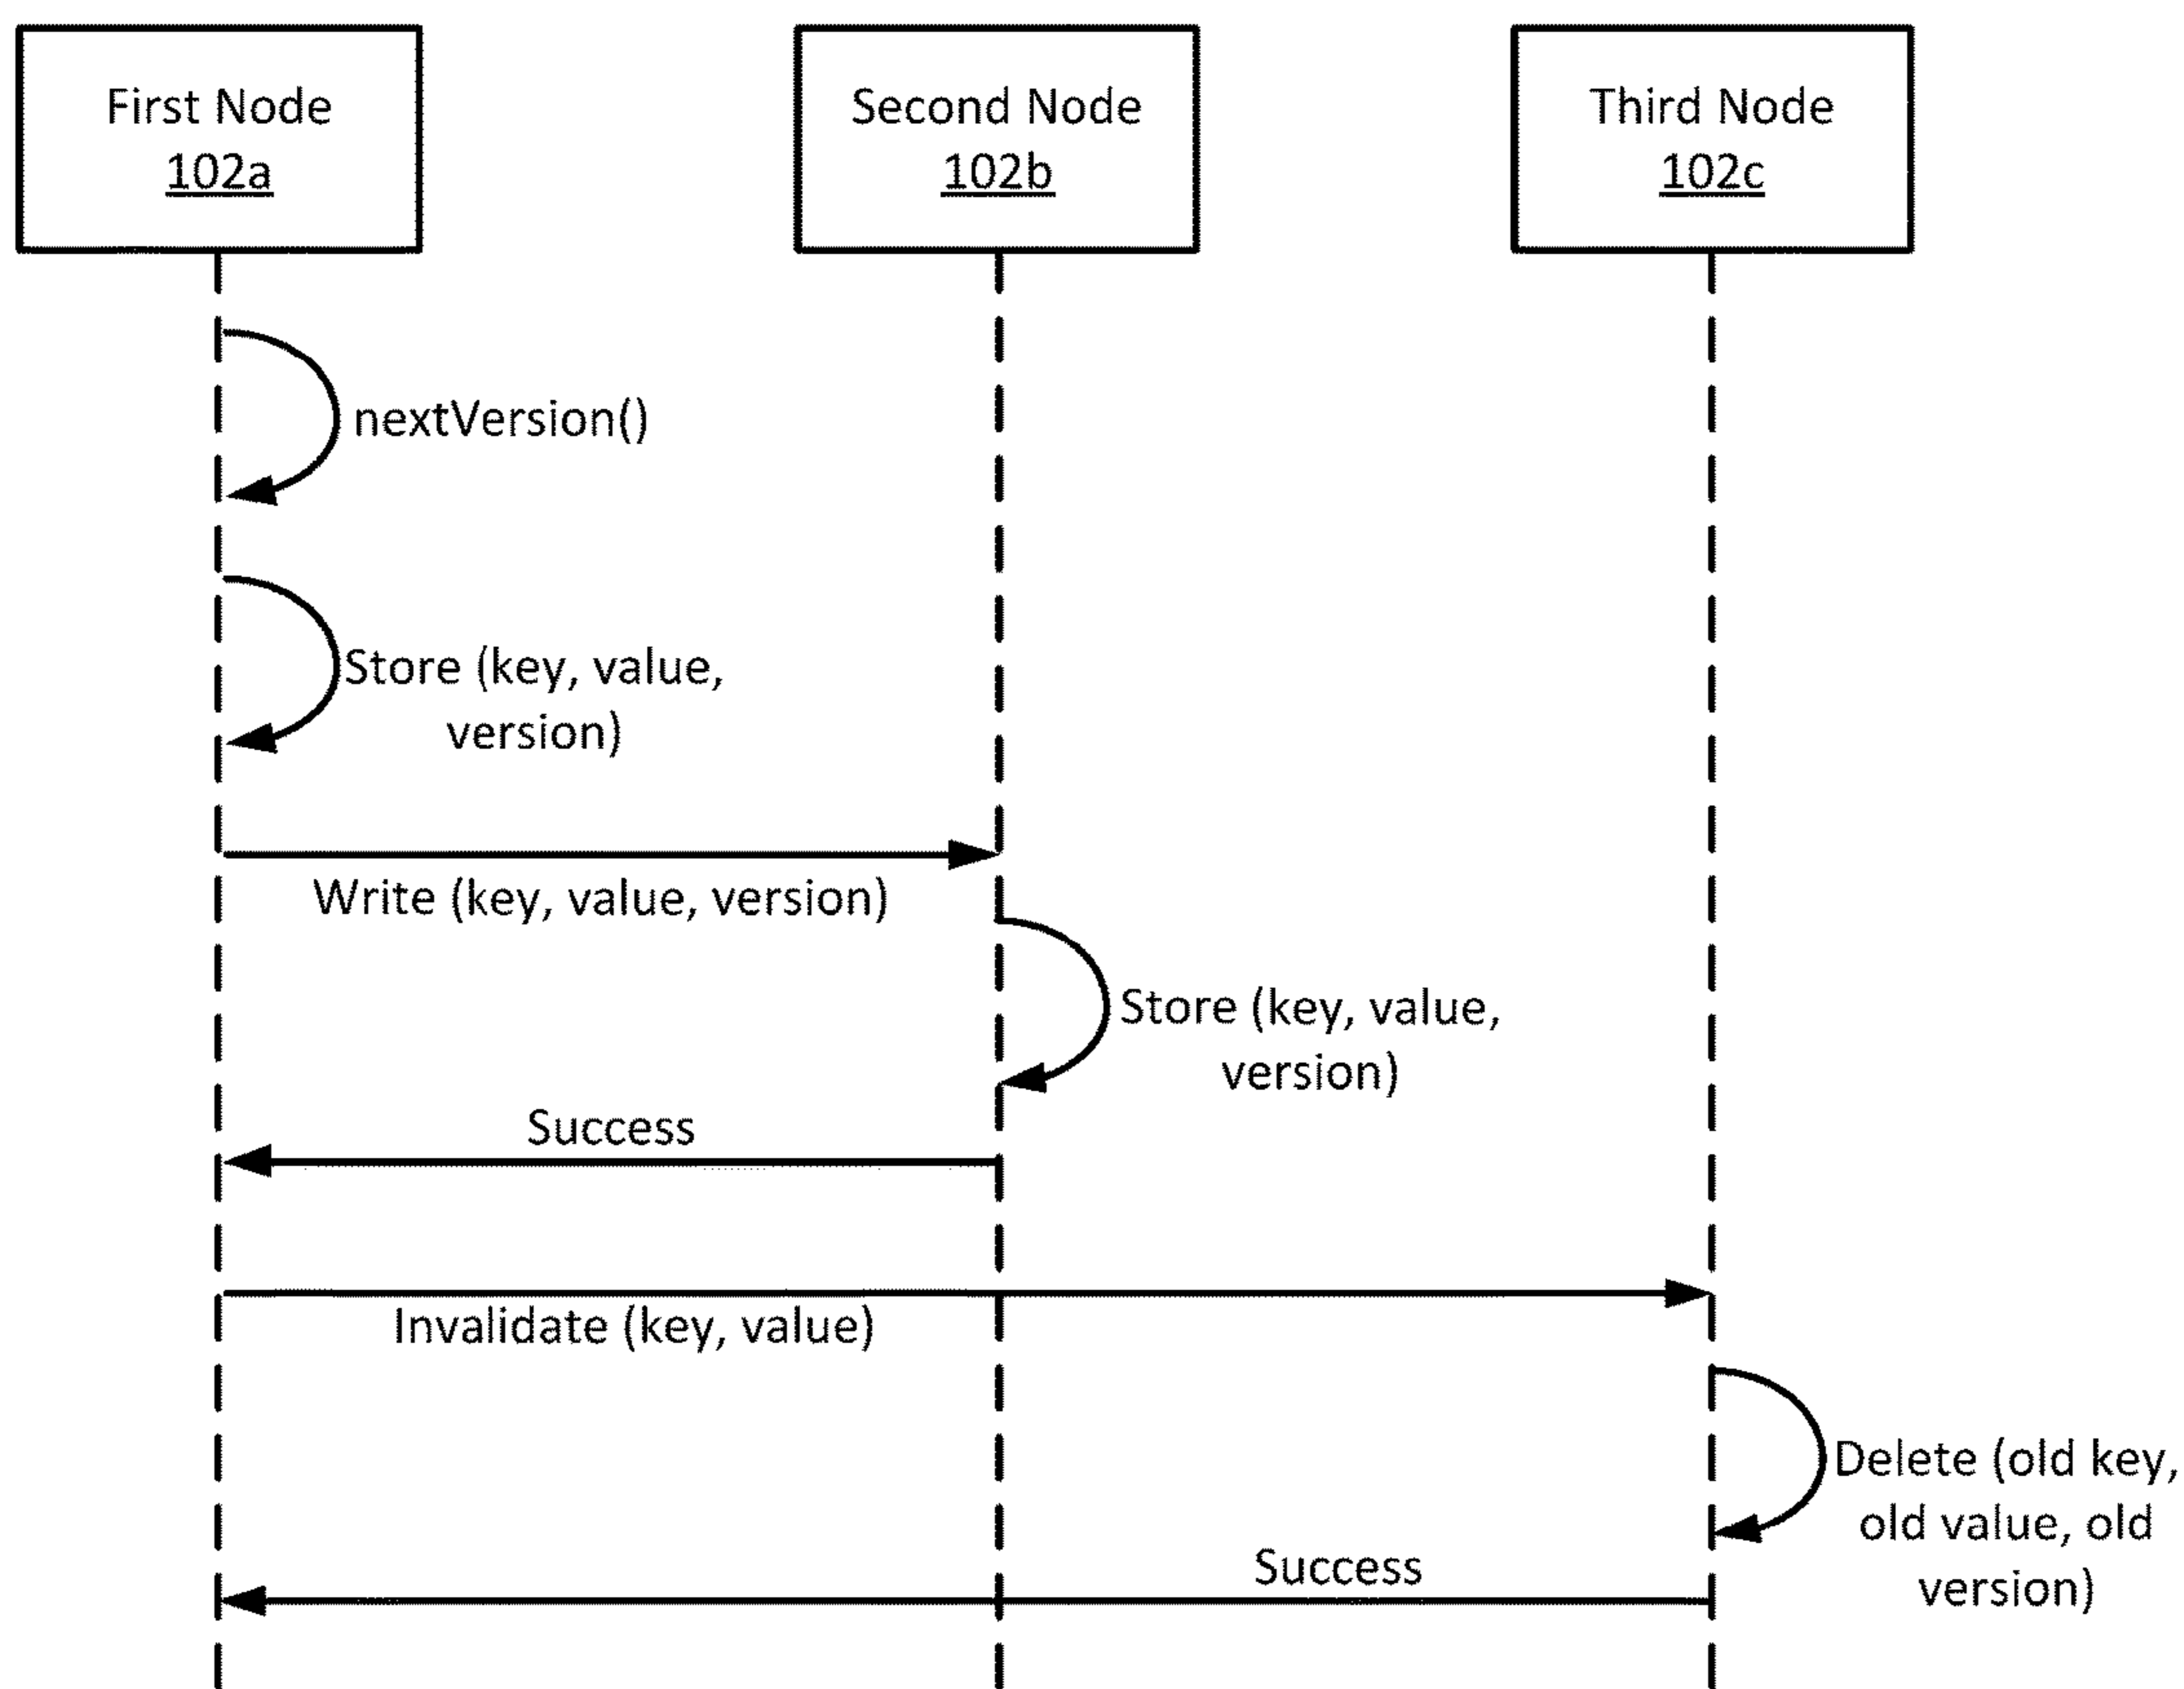 First Node
102a
Second Node
102b
Third Node
102c
nextVersion()
Store (key, value,
version)
Write (key, value, version)
Store (key, value,
version)
Success
Invalidate (key, value)
Delete (old key,
old value, old
version)
Success